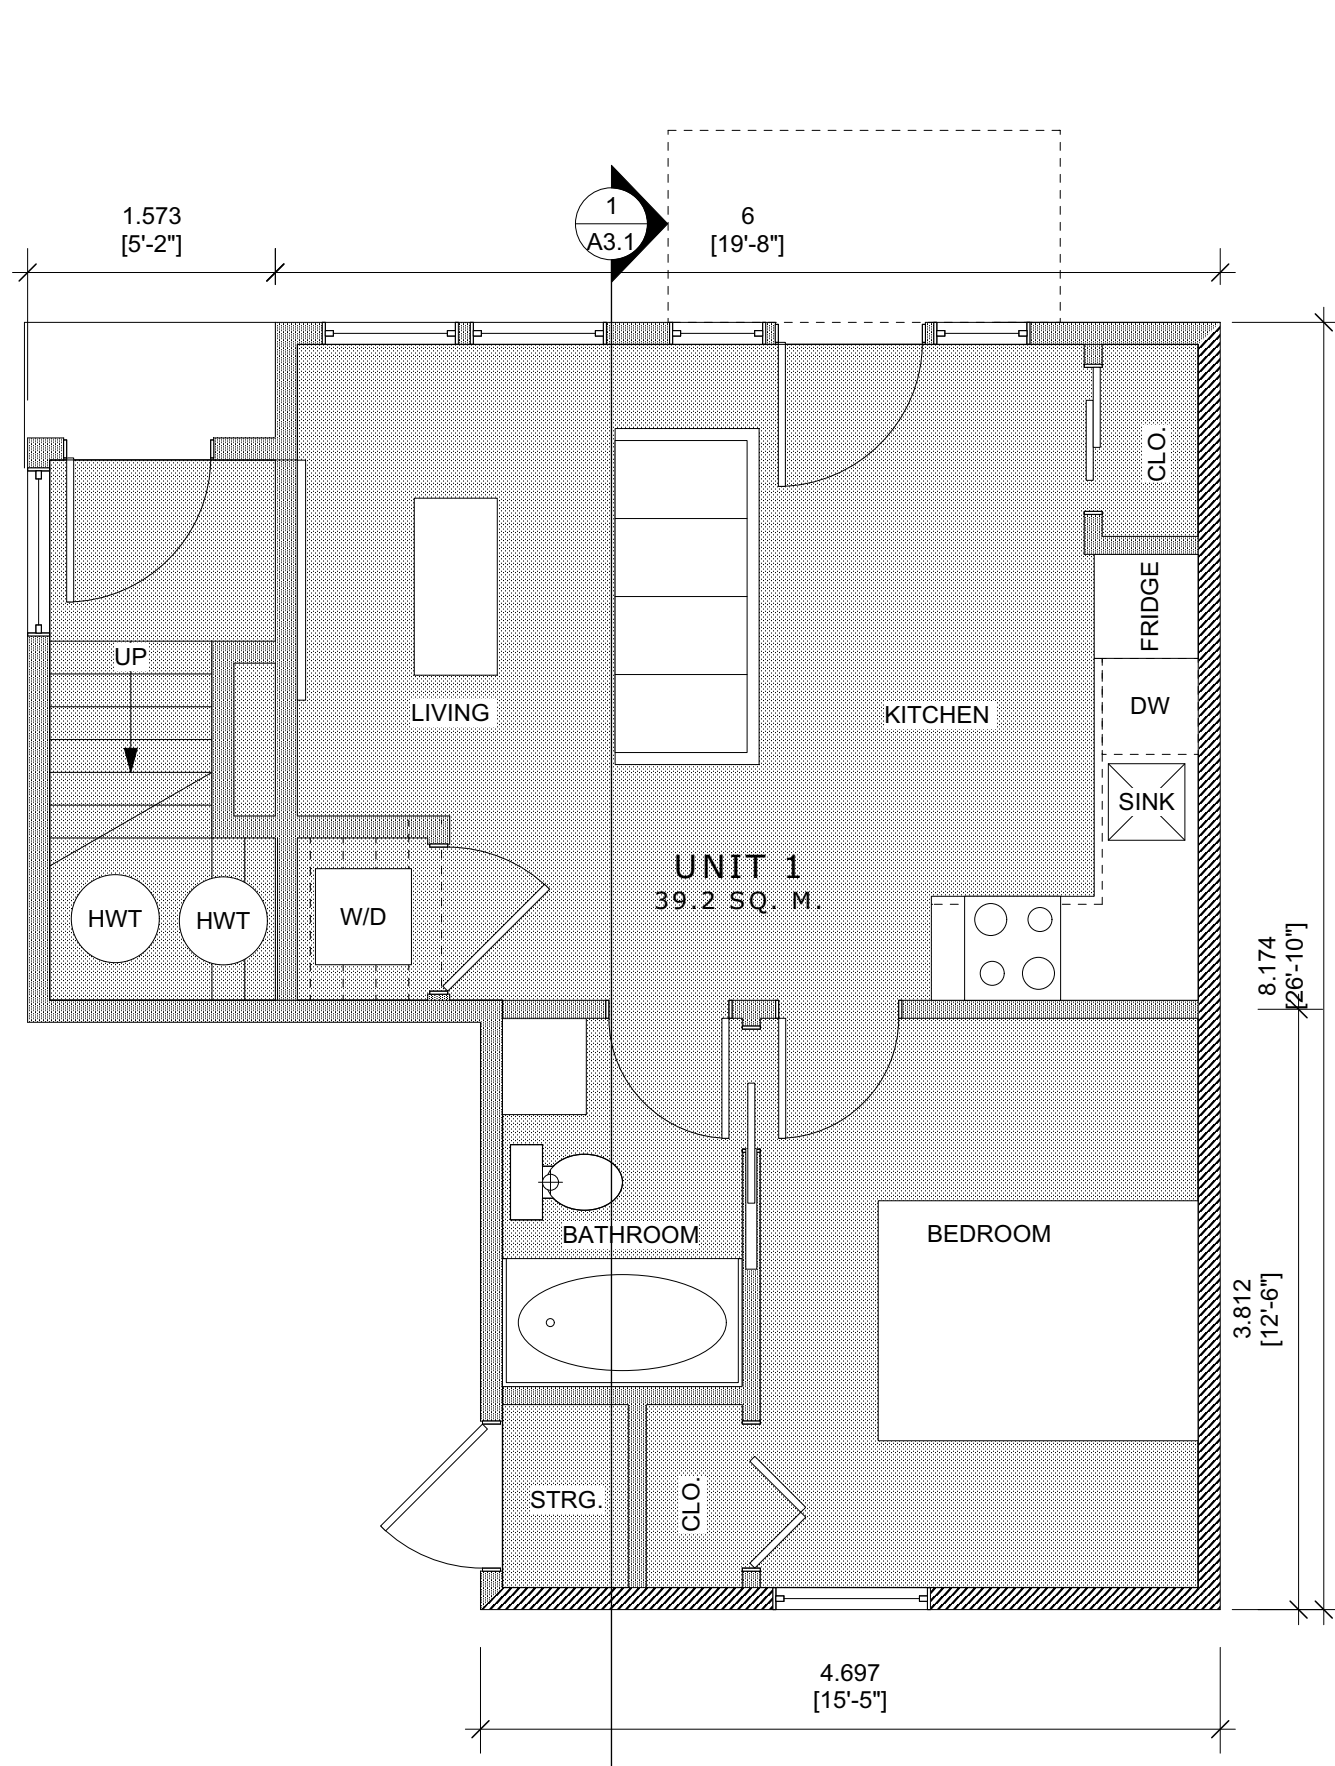 1.573
[5'-2"]
1
A3.1
6
[19'-8"]
CLO.
FRIDGE
UP
DW
LIVING
KITCHEN
SINK
UNIT 1
39.2 SQ. M.
HWT
HWT
W/D
8.174
[26'-10"]
BATHROOM
BEDROOM
3.812
[12'-6"]
STRG.
CLO.
4.697
[15'-5"]